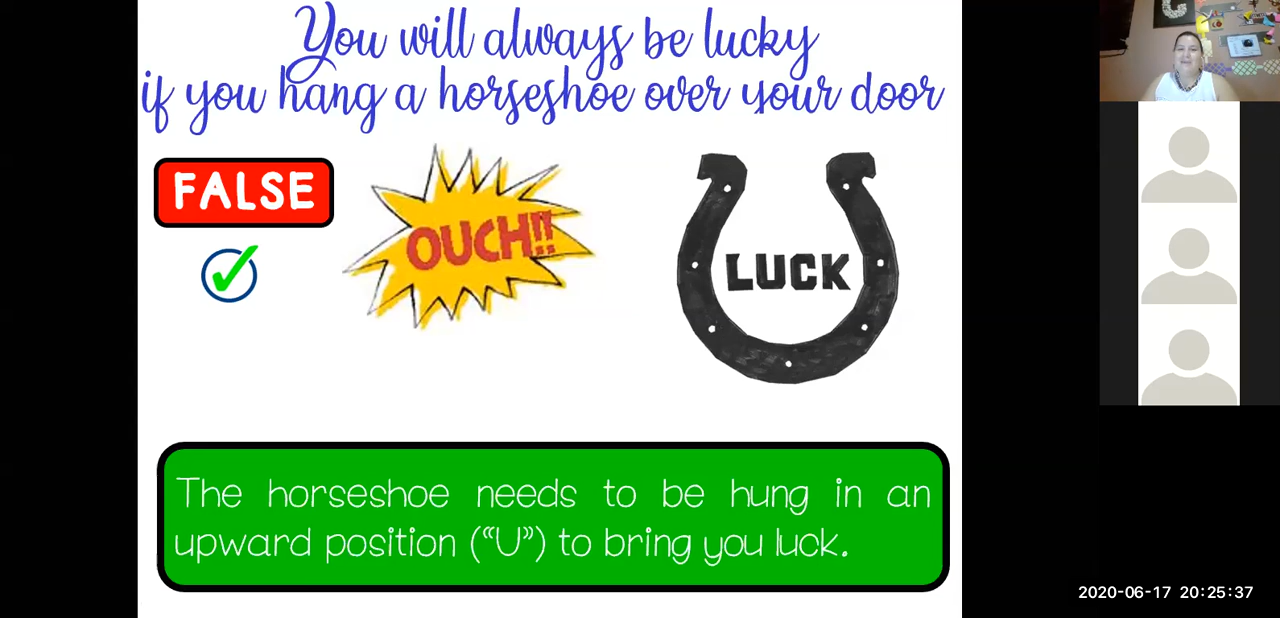 You will always be lucky
if you hang a horseshoe over your door
FALSE
OUCH!!
LUCK
The horseshoe needs to be hung in an
upward position (“U”) to bring you luck.
2020-06-17 20:25:37